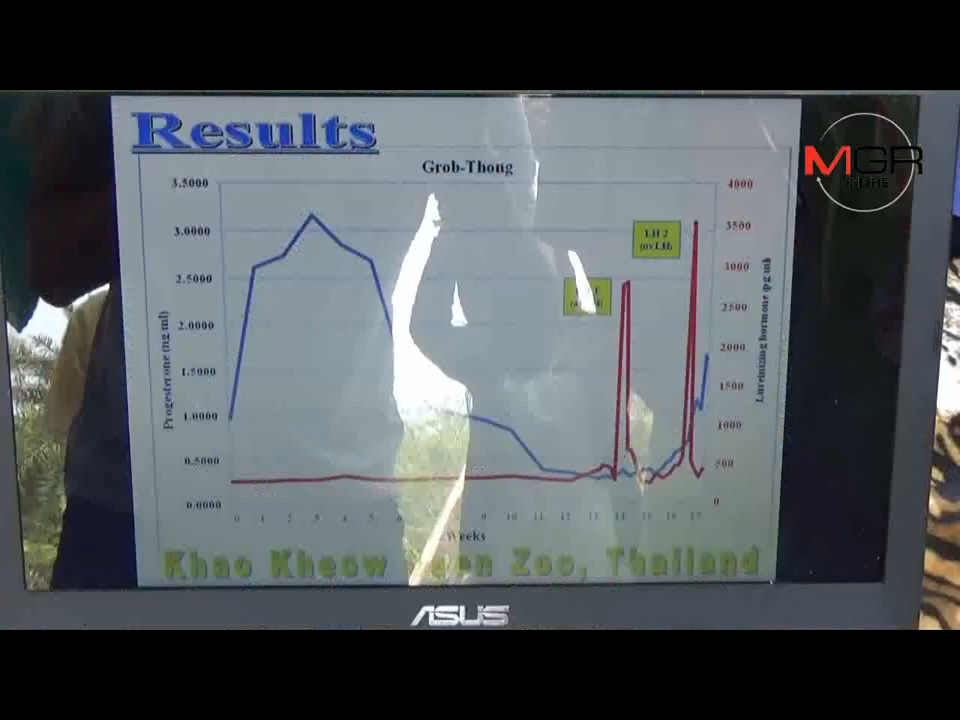 Results
MGR
Grob-Thong
3.5000
3.0000
2.5000
2.0000
1.5000
1.0000
0.5000
0.0000
Progesterone (ng ml)
4000
3500
3000
2500
2000
1500
1000
500
0
Luteinizing hormone (pg ml)
LH 2
(ovLH)
0 1 2 3 4 5 6 9 10 11 12 13 14 15 16 17
Weeks
Khao Kheow Zoo, Thailand
ASUS